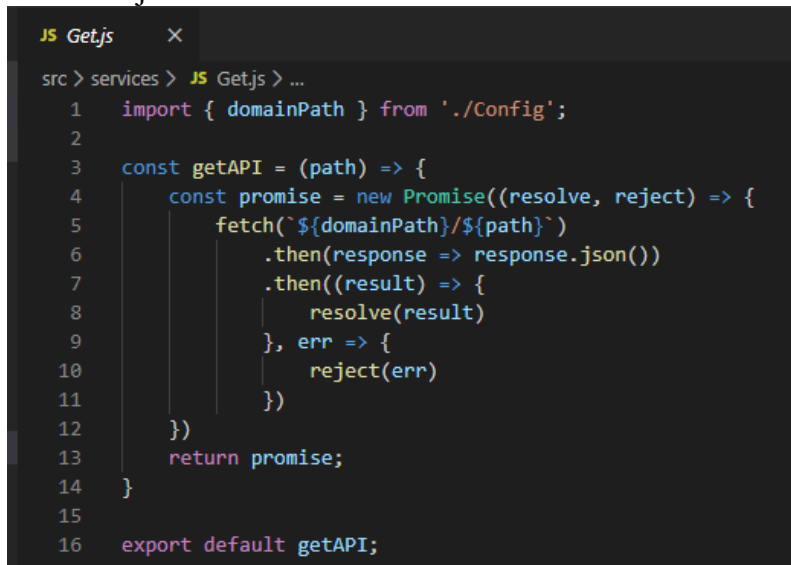 JS Get.js ×
src > services > JS Get.js > ...
1 import { domainPath } from './Config';
2
3 const getAPI = (path) => {
4     const promise = new Promise((resolve, reject) => {
5         fetch(`${domainPath}/${path}`)
6             .then(response => response.json())
7             .then((result) => {
8                 resolve(result)
9             }, err => {
10                 reject(err)
11             })
12     })
13     return promise;
14 }
15
16 export default getAPI;